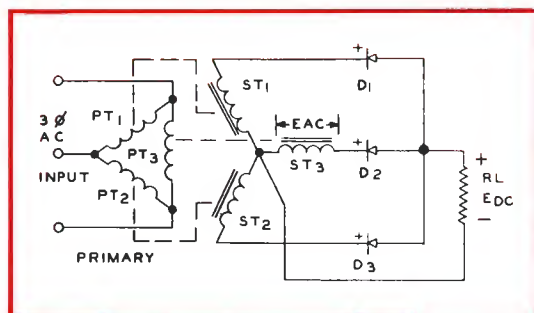 +
ST1
D1
3 Ø
AC
INPUT
PT1
PT3
PT2
EAC
ST3
+
D2
+
RL
EDC
−
ST2
+
D3
PRIMARY